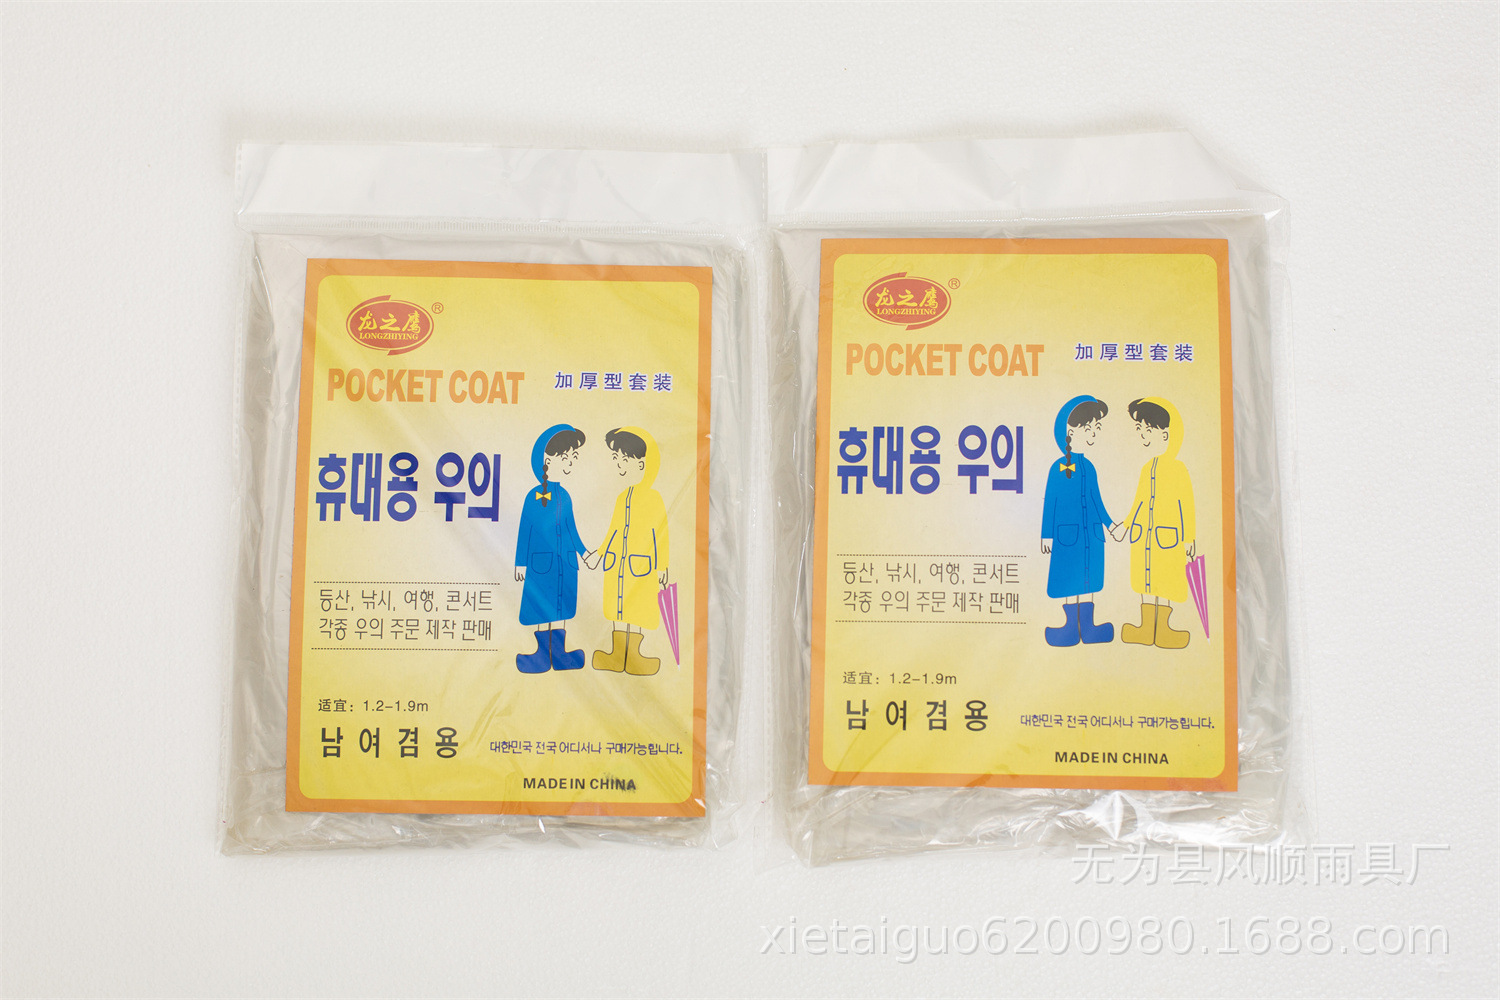 龙之鹰®
LONGZHIYING
POCKET COAT
加厚型套装
휴대용 우의
등산, 낚시, 여행, 콘서트
각종 우의 주문 제작 판매
适宜: 1.2-1.9m
남여겸용
대한민국 전국 어디서나 구매가능합니다.
MADE IN CHINA
龙之鹰®
LONGZHIYING
POCKET COAT
加厚型套装
휴대용 우의
등산, 낚시, 여행, 콘서트
각종 우의 주문 제작 판매
适宜: 1.2-1.9m
남여겸용
대한민국 전국 어디서나 구매가능힙니다.
MADE IN CHINA
无为县风顺雨具厂
xietaiguo6200980.1688.com